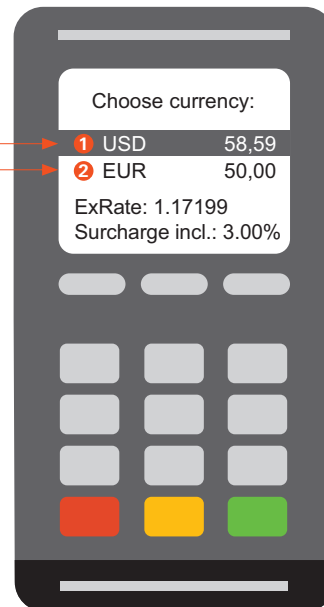 Choose currency:
1 USD 58,59
2 EUR 50,00
ExRate: 1.17199
Surcharge incl.: 3.00%